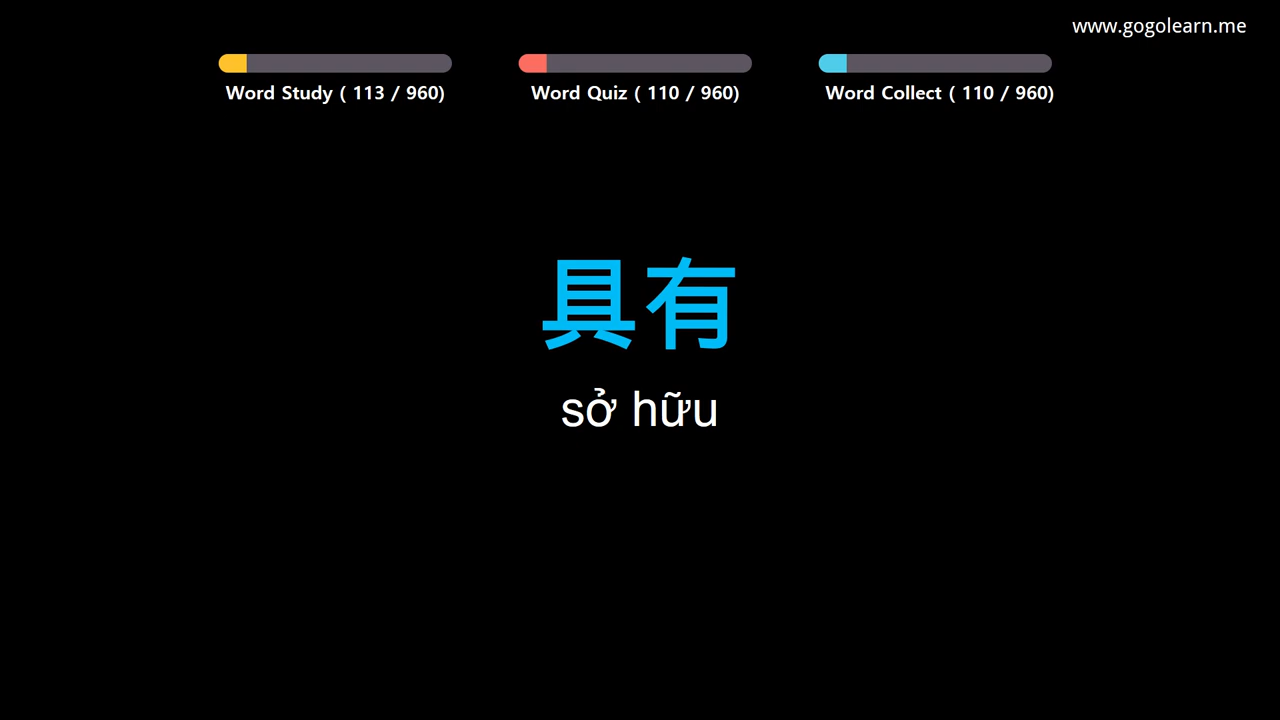 www.gogolearn.me
Word Study ( 113 / 960)
Word Quiz ( 110 / 960)
Word Collect ( 110 / 960)
具有
sở hữu